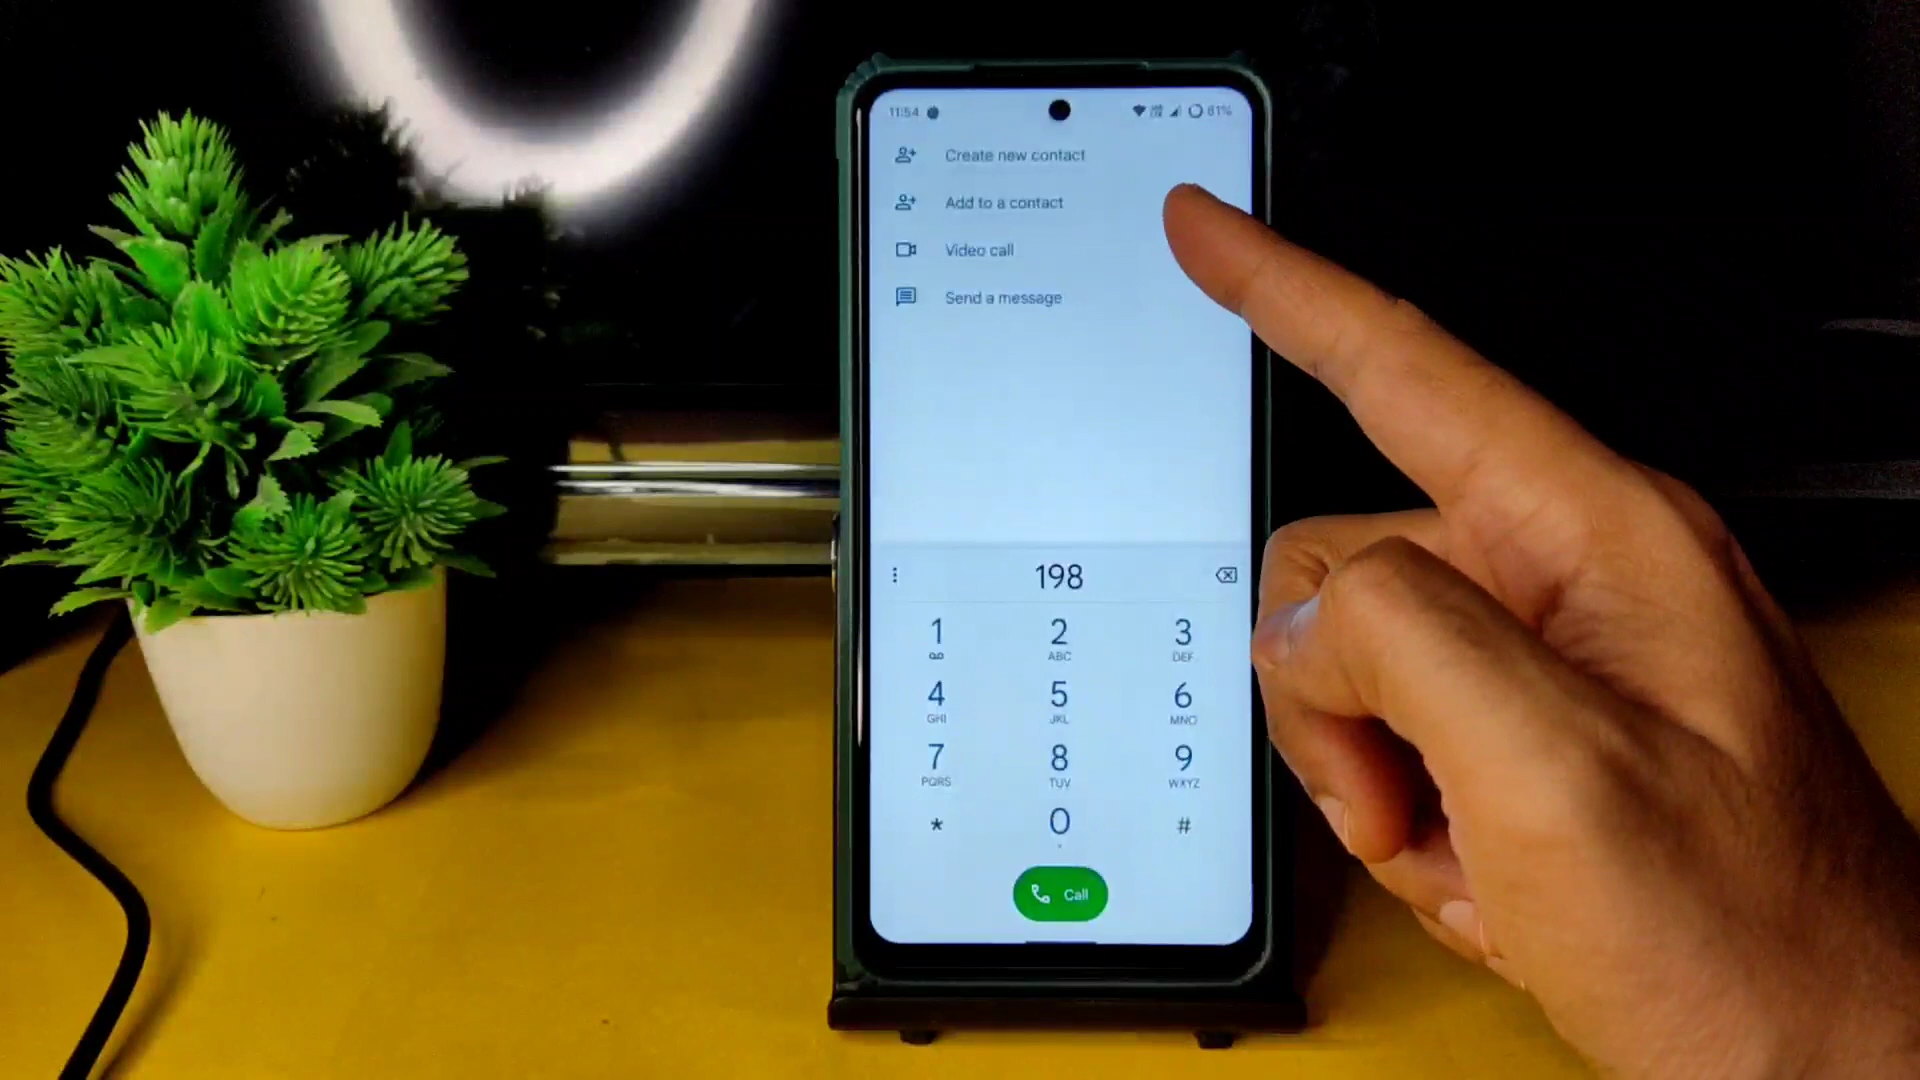 11:54 61%
Create new contact
Add to a contact
Video call
Send a message
198
1 2 3
ABC DEF
4 5 6
GHI JKL MNO
7 8 9
PQRS TUV WXYZ
* 0 #
Call